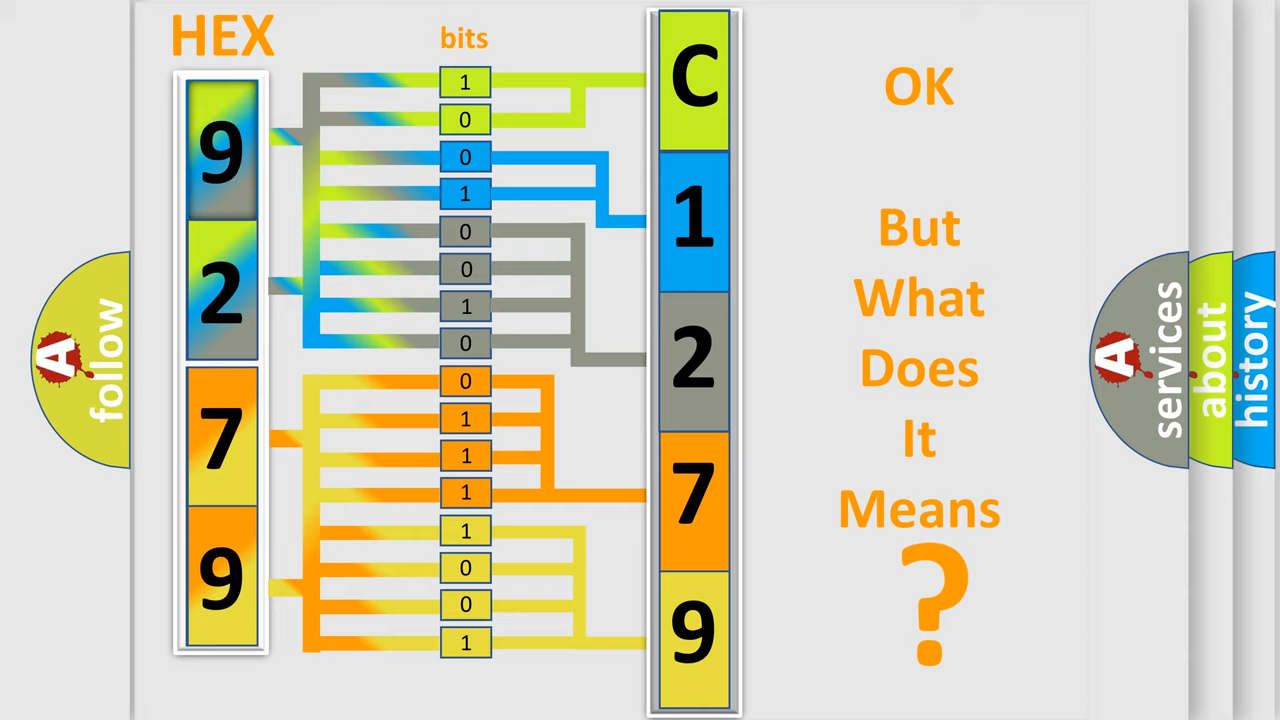 HEX
bits
9
2
7
9
1
0
0
1
0
0
1
0
0
1
1
1
1
0
0
1
C
1
2
7
9
OK
But
What
Does
It
Means
?
A
follow
A
services
about
history